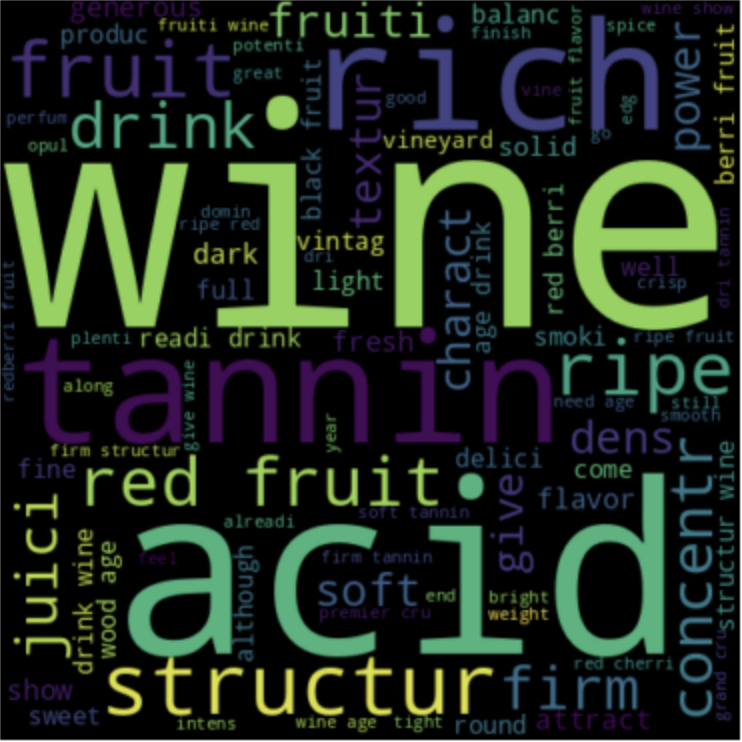 generous
fruiti wine
fruiti
balanc
wine show
produc
potenti
finish
spice
fruit
great
rich
fruit flavor
power
berri fruit
perfum
drink
black fruit
textur
good
vine
edg
go
opul
vineyard
solid
wine
domin
ripe red
dark
vintag
dri
full
light
charact
age drink
red berri
well
crisp
dri tannin
redberri fruit
plenti
readi drink
fresh
smoki
ripe fruit
tannin
ripe
along
give wine
year
need age
still
smooth
firm structur
dens
fine
red fruit
delici
come
concentr
structur wine
juici
alreadi
soft tannin
give
flavor
drink wine
wood age
feel
although
acid
firm tannin
soft
end
bright
premier cru
weight
structur
firm
red cherri
grand cru
show
sweet
intens
wine age
tight
round
attract